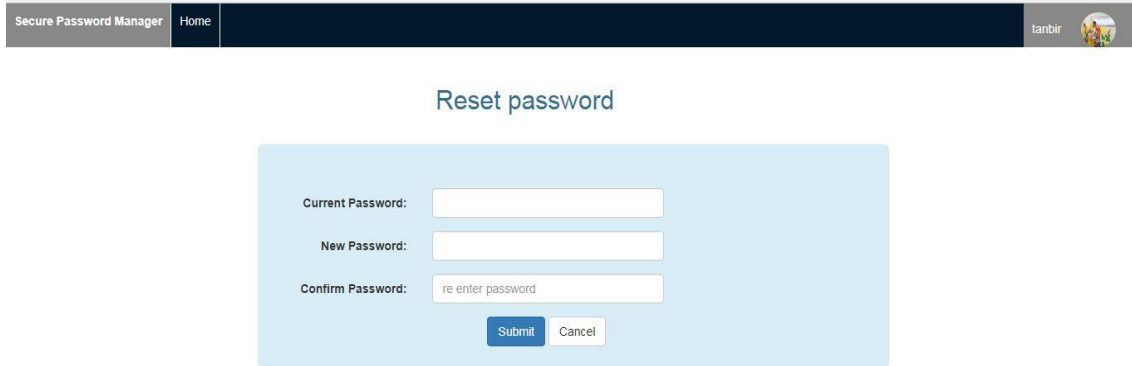 Secure Password Manager Home tanbir
Reset password
Current Password:
New Password:
Confirm Password: re enter password
Submit Cancel